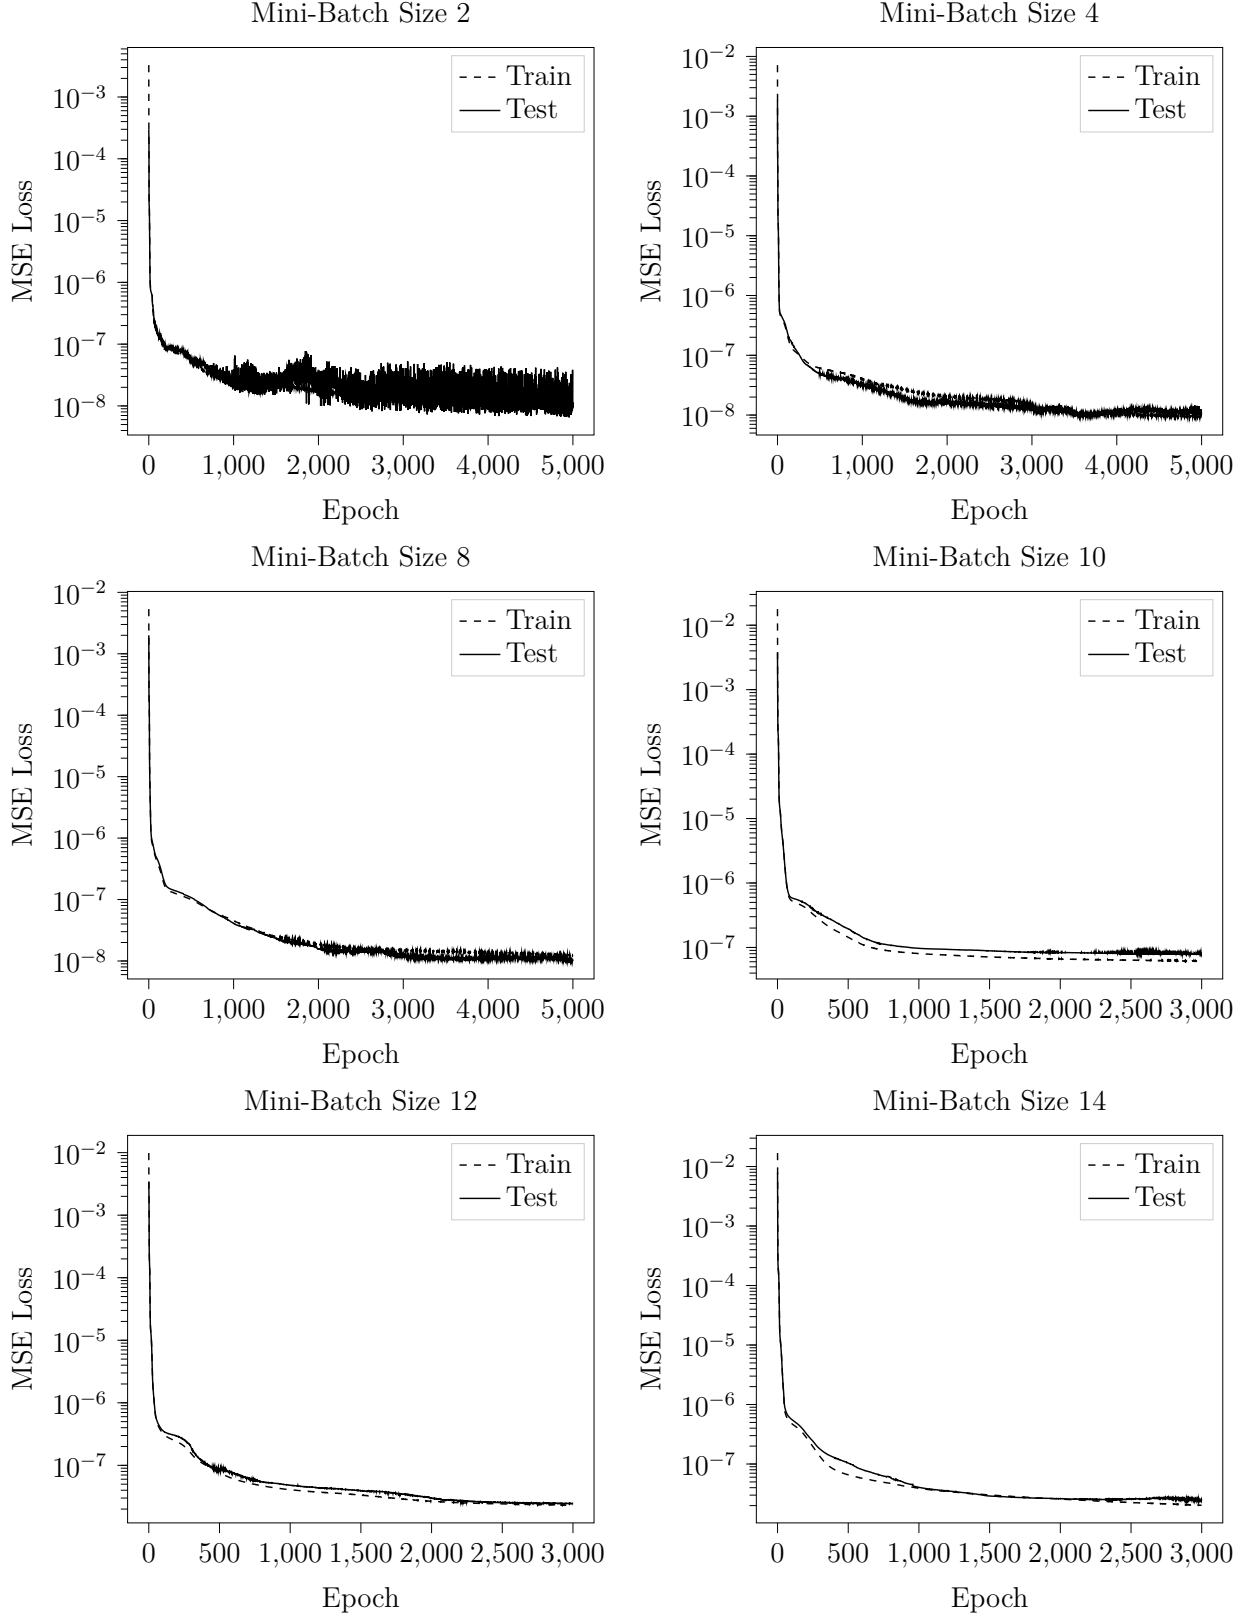 Mini-Batch Size 2
10⁻³
10⁻⁴
10⁻⁵
10⁻⁶
10⁻⁷
10⁻⁸
MSE Loss
Train
Test
0 1,000 2,000 3,000 4,000 5,000
Epoch
Mini-Batch Size 4
10⁻²
10⁻³
10⁻⁴
10⁻⁵
10⁻⁶
10⁻⁷
10⁻⁸
MSE Loss
Train
Test
0 1,000 2,000 3,000 4,000 5,000
Epoch
Mini-Batch Size 8
10⁻²
10⁻³
10⁻⁴
10⁻⁵
10⁻⁶
10⁻⁷
10⁻⁸
MSE Loss
Train
Test
0 1,000 2,000 3,000 4,000 5,000
Epoch
Mini-Batch Size 10
10⁻²
10⁻³
10⁻⁴
10⁻⁵
10⁻⁶
10⁻⁷
MSE Loss
Train
Test
0 500 1,000 1,500 2,000 2,500 3,000
Epoch
Mini-Batch Size 12
10⁻²
10⁻³
10⁻⁴
10⁻⁵
10⁻⁶
10⁻⁷
MSE Loss
Train
Test
0 500 1,000 1,500 2,000 2,500 3,000
Epoch
Mini-Batch Size 14
10⁻²
10⁻³
10⁻⁴
10⁻⁵
10⁻⁶
10⁻⁷
MSE Loss
Train
Test
0 500 1,000 1,500 2,000 2,500 3,000
Epoch